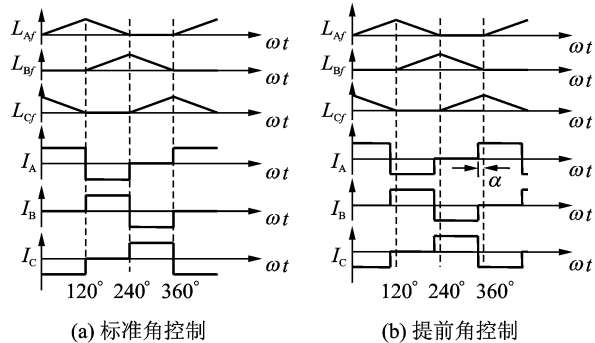 L_Af ωt L_Af ωt
L_Bf ωt L_Bf ωt
L_Cf ωt L_Cf ωt
I_A ωt I_A α ωt
I_B ωt I_B ωt
I_C ωt I_C ωt
120° 240° 360° 120° 240° 360°
(a) 标准角控制 (b) 提前角控制